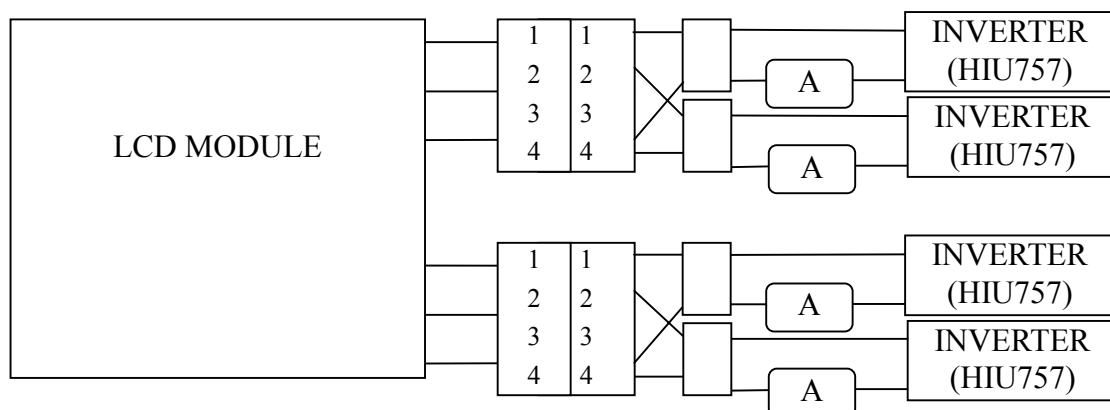 LCD MODULE
1 1
2 2
3 3
4 4
A
A
INVERTER
(HIU757)
INVERTER
(HIU757)
1 1
2 2
3 3
4 4
A
A
INVERTER
(HIU757)
INVERTER
(HIU757)